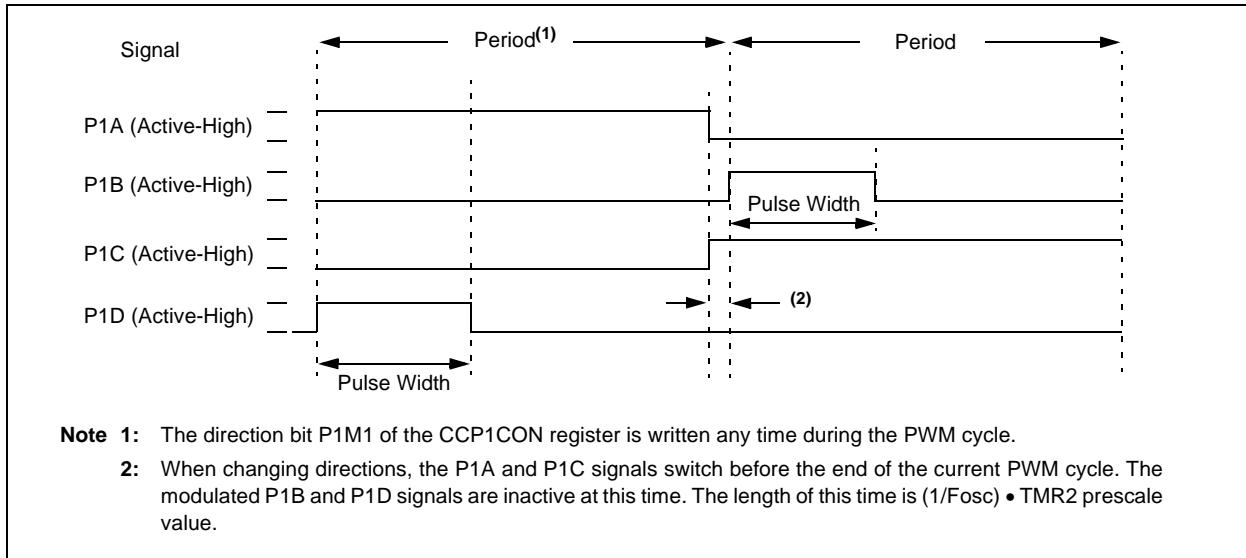 Signal
Period(1)
Period
P1A (Active-High)
P1B (Active-High)
Pulse Width
P1C (Active-High)
(2)
P1D (Active-High)
Pulse Width
Note 1: The direction bit P1M1 of the CCP1CON register is written any time during the PWM cycle.
2: When changing directions, the P1A and P1C signals switch before the end of the current PWM cycle. The
modulated P1B and P1D signals are inactive at this time. The length of this time is (1/Fosc) • TMR2 prescale
value.